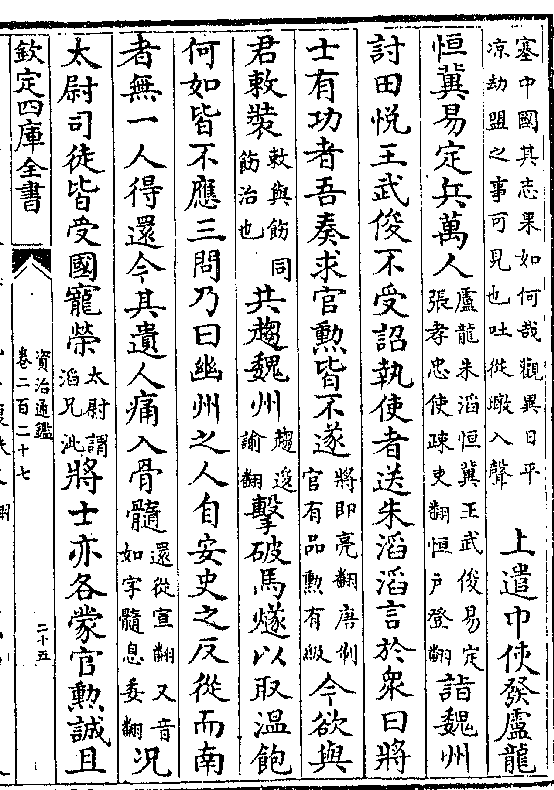 塞中國其志果如何哉觀異日平
涼劫盟之事可見也吐從暾入聲
上遣中使發盧龍
恒冀易定兵萬人
盧龍朱滔恒冀王武俊易定
張孝忠使疎吏翻恒戶登翻
詣魏州
討田悦王武俊不受詔執使者送朱滔滔言於衆曰將
士有功者吾奏求官勲皆不遂
將即亮翻唐制
官有品勲有級
今欲與
君敕裝
敕與飭同
飭治也
共趨魏州
趨逡
諭翻
擊破馬燧以取温飽
何如皆不應三問乃曰幽州之人自安史之反從而南
者無一人得還今其遺人痛入骨髓
還從宣翻又音
如字髓息委翻
况
太尉司徒皆受國寵榮
太尉謂
滔兄泚
將士亦各蒙官勲誠且
欽定四庫全書
資治通鑑
卷二百二十七
二十五